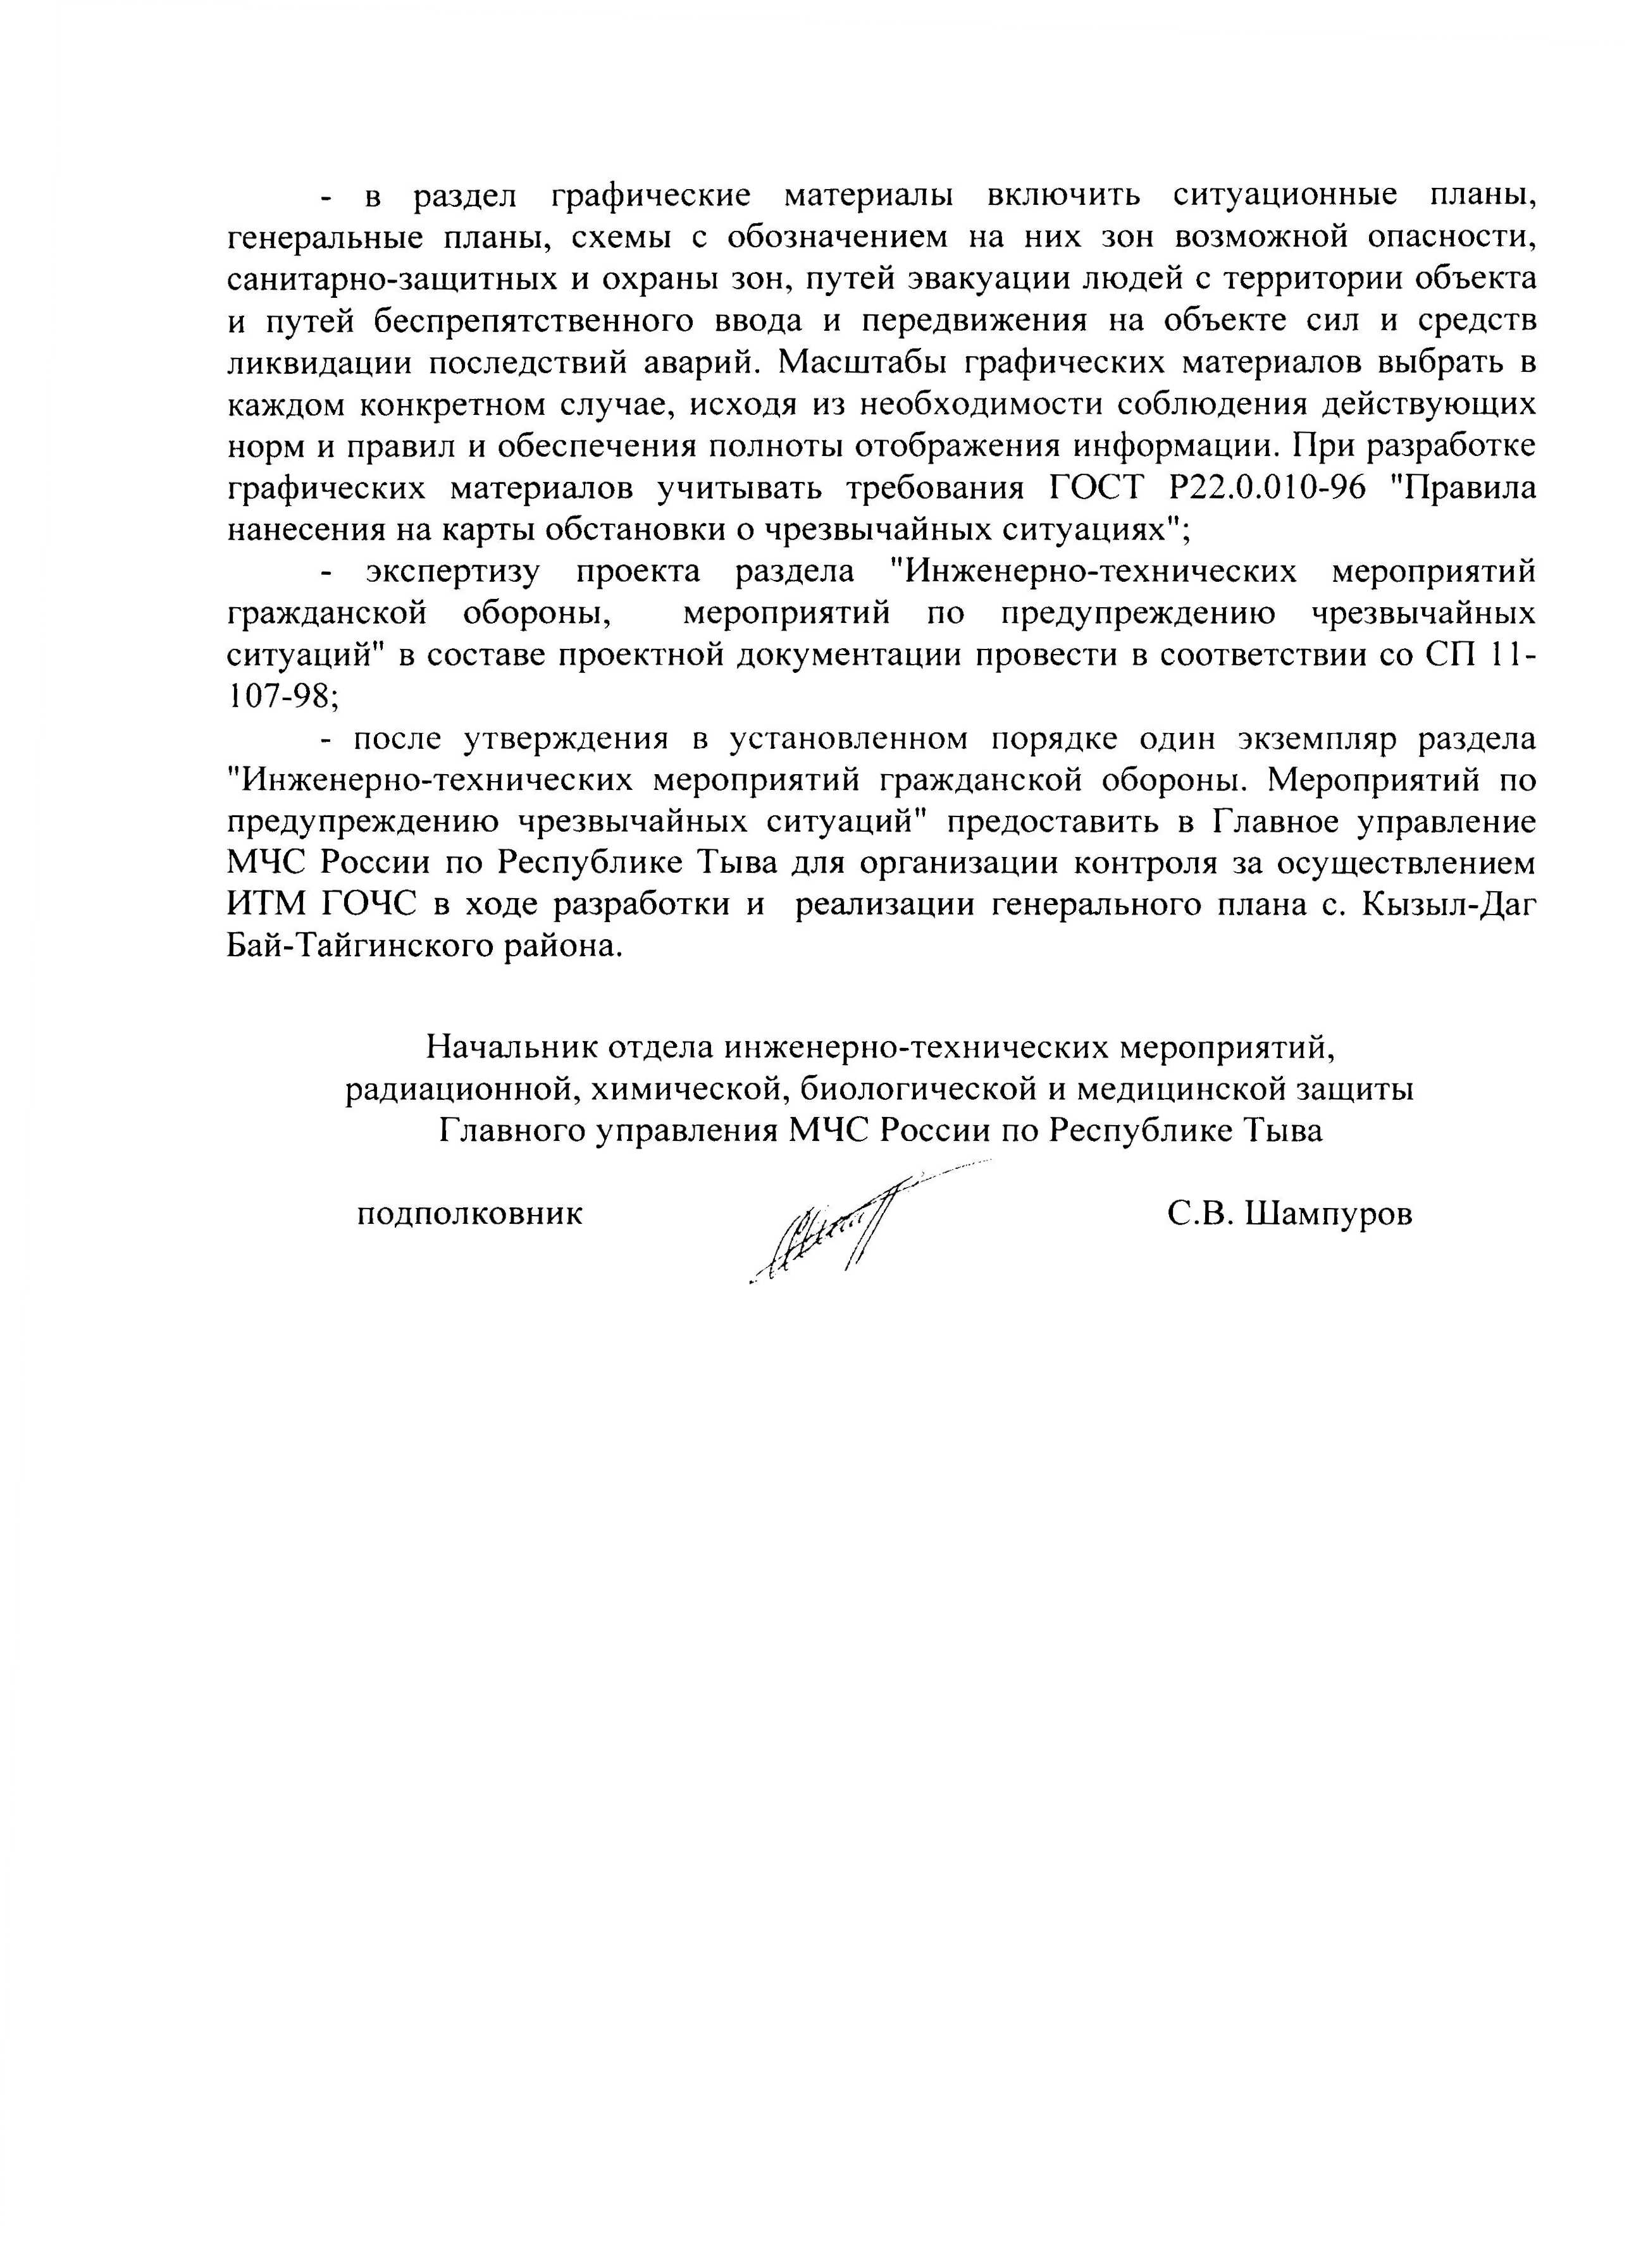 - в раздел графические материалы включить ситуационные планы,
генеральные планы, схемы с обозначением на них зон возможной опасности,
санитарно-защитных и охраны зон, путей эвакуации людей с территории объекта
и путей беспрепятственного ввода и передвижения на объекте сил и средств
ликвидации последствий аварий. Масштабы графических материалов выбрать в
каждом конкретном случае, исходя из необходимости соблюдения действующих
норм и правил и обеспечения полноты отображения информации. При разработке
графических материалов учитывать требования ГОСТ Р22.0.010-96 "Правила
нанесения на карты обстановки о чрезвычайных ситуациях";
- экспертизу проекта раздела "Инженерно-технических мероприятий
гражданской обороны, мероприятий по предупреждению чрезвычайных
ситуаций" в составе проектной документации провести в соответствии со СП 11-
107-98;
- после утверждения в установленном порядке один экземпляр раздела
"Инженерно-технических мероприятий гражданской обороны. Мероприятий по
предупреждению чрезвычайных ситуаций" предоставить в Главное управление
МЧС России по Республике Тыва для организации контроля за осуществлением
ИТМ ГОЧС в ходе разработки и реализации генерального плана с. Кызыл-Даг
Бай-Тайгинского района.
Начальник отдела инженерно-технических мероприятий,
радиационной, химической, биологической и медицинской защиты
Главного управления МЧС России по Республике Тыва
подполковник С.В. Шампуров